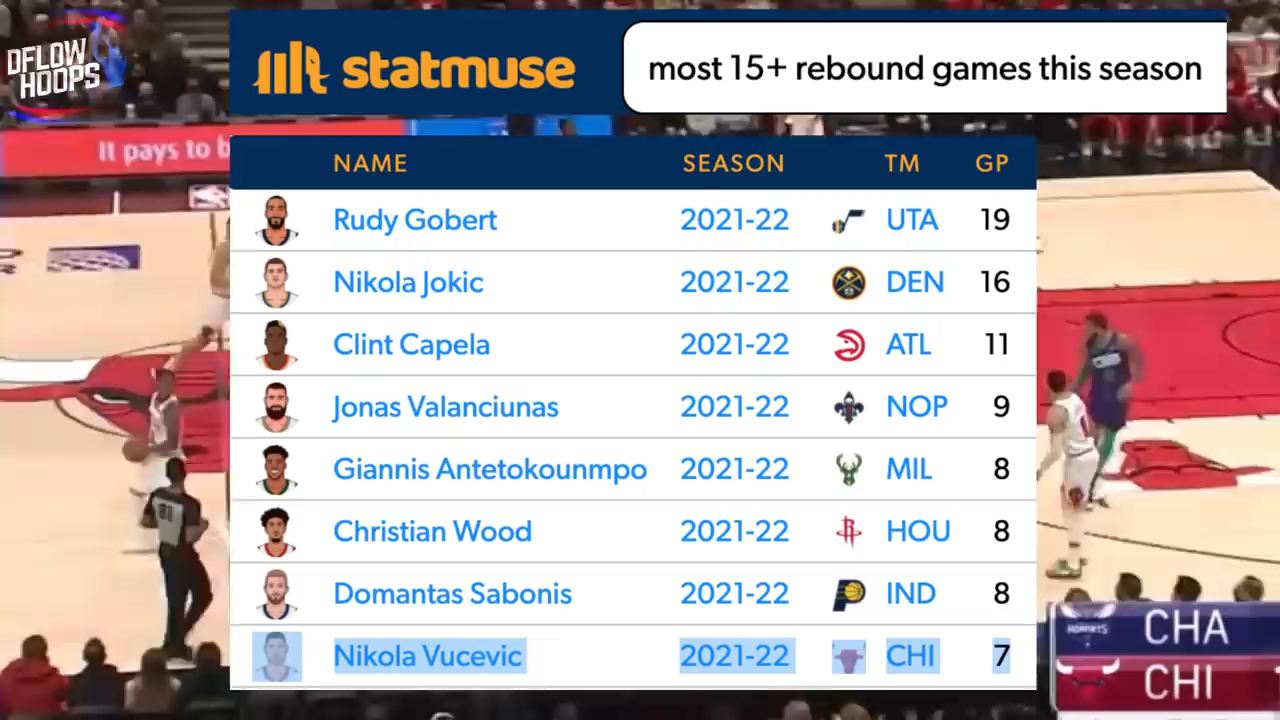 DFLOW
HOOPS
statmuse
most 15+ rebound games this season
It pays to b
NAME SEASON TM GP
Rudy Gobert 2021-22 UTA 19
Nikola Jokic 2021-22 DEN 16
Clint Capela 2021-22 ATL 11
Jonas Valanciunas 2021-22 NOP 9
Giannis Antetokounmpo 2021-22 MIL 8
Christian Wood 2021-22 HOU 8
Domantas Sabonis 2021-22 IND 8
Nikola Vucevic 2021-22 CHI 7
HORNETS
CHA
CHI